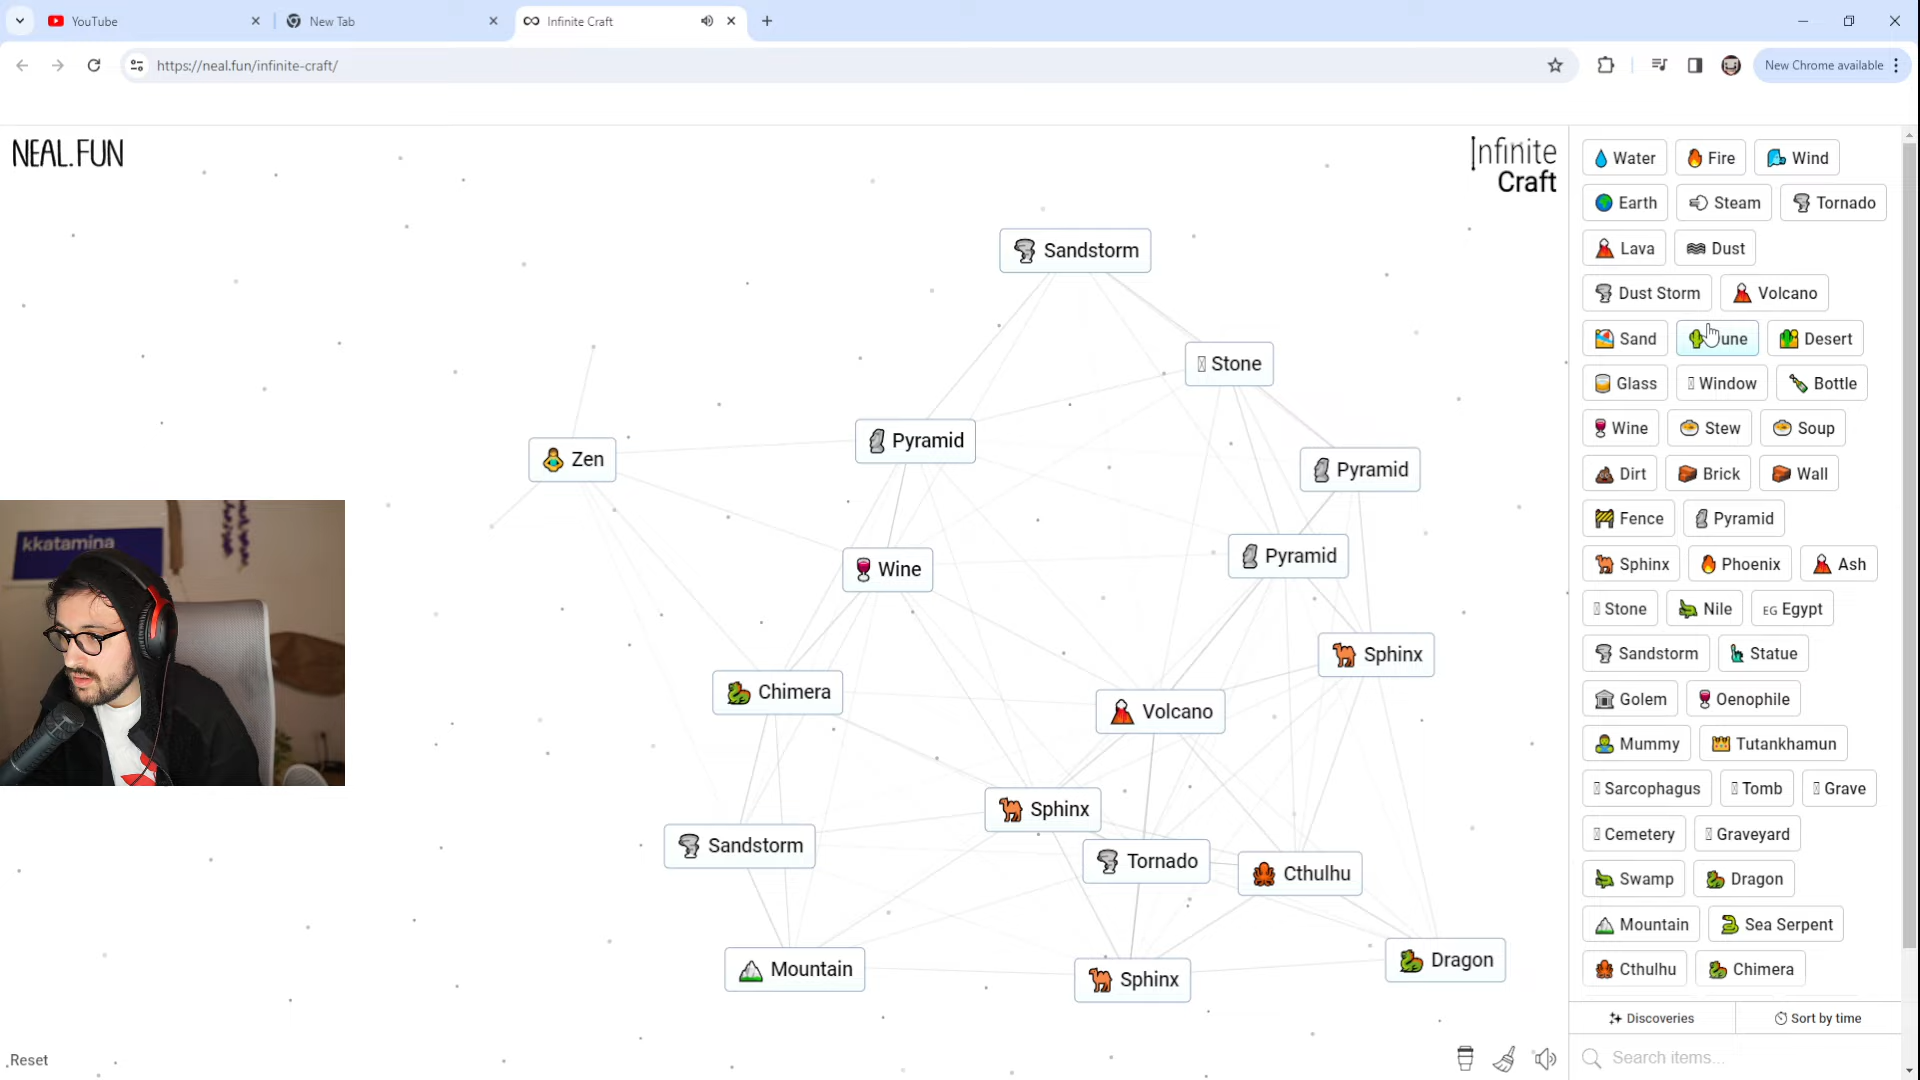 YouTube
New Tab
Infinite Craft
https://neal.fun/infinite-craft/
New Chrome available
NEAL.FUN
Infinite
Craft
Sandstorm
Stone
Pyramid
Zen
Pyramid
Wine
Pyramid
Sphinx
Chimera
Volcano
Sphinx
Sandstorm
Tornado
Cthulhu
Mountain
Sphinx
Dragon
kkatamina
Reset
Water Fire Wind
Earth Steam Tornado
Lava Dust
Dust Storm Volcano
Sand une Desert
Glass Window Bottle
Wine Stew Soup
Dirt Brick Wall
Fence Pyramid
Sphinx Phoenix Ash
Stone Nile EG Egypt
Sandstorm Statue
Golem Oenophile
Mummy Tutankhamun
Sarcophagus Tomb Grave
Cemetery Graveyard
Swamp Dragon
Mountain Sea Serpent
Cthulhu Chimera
Discoveries Sort by time
Search items...